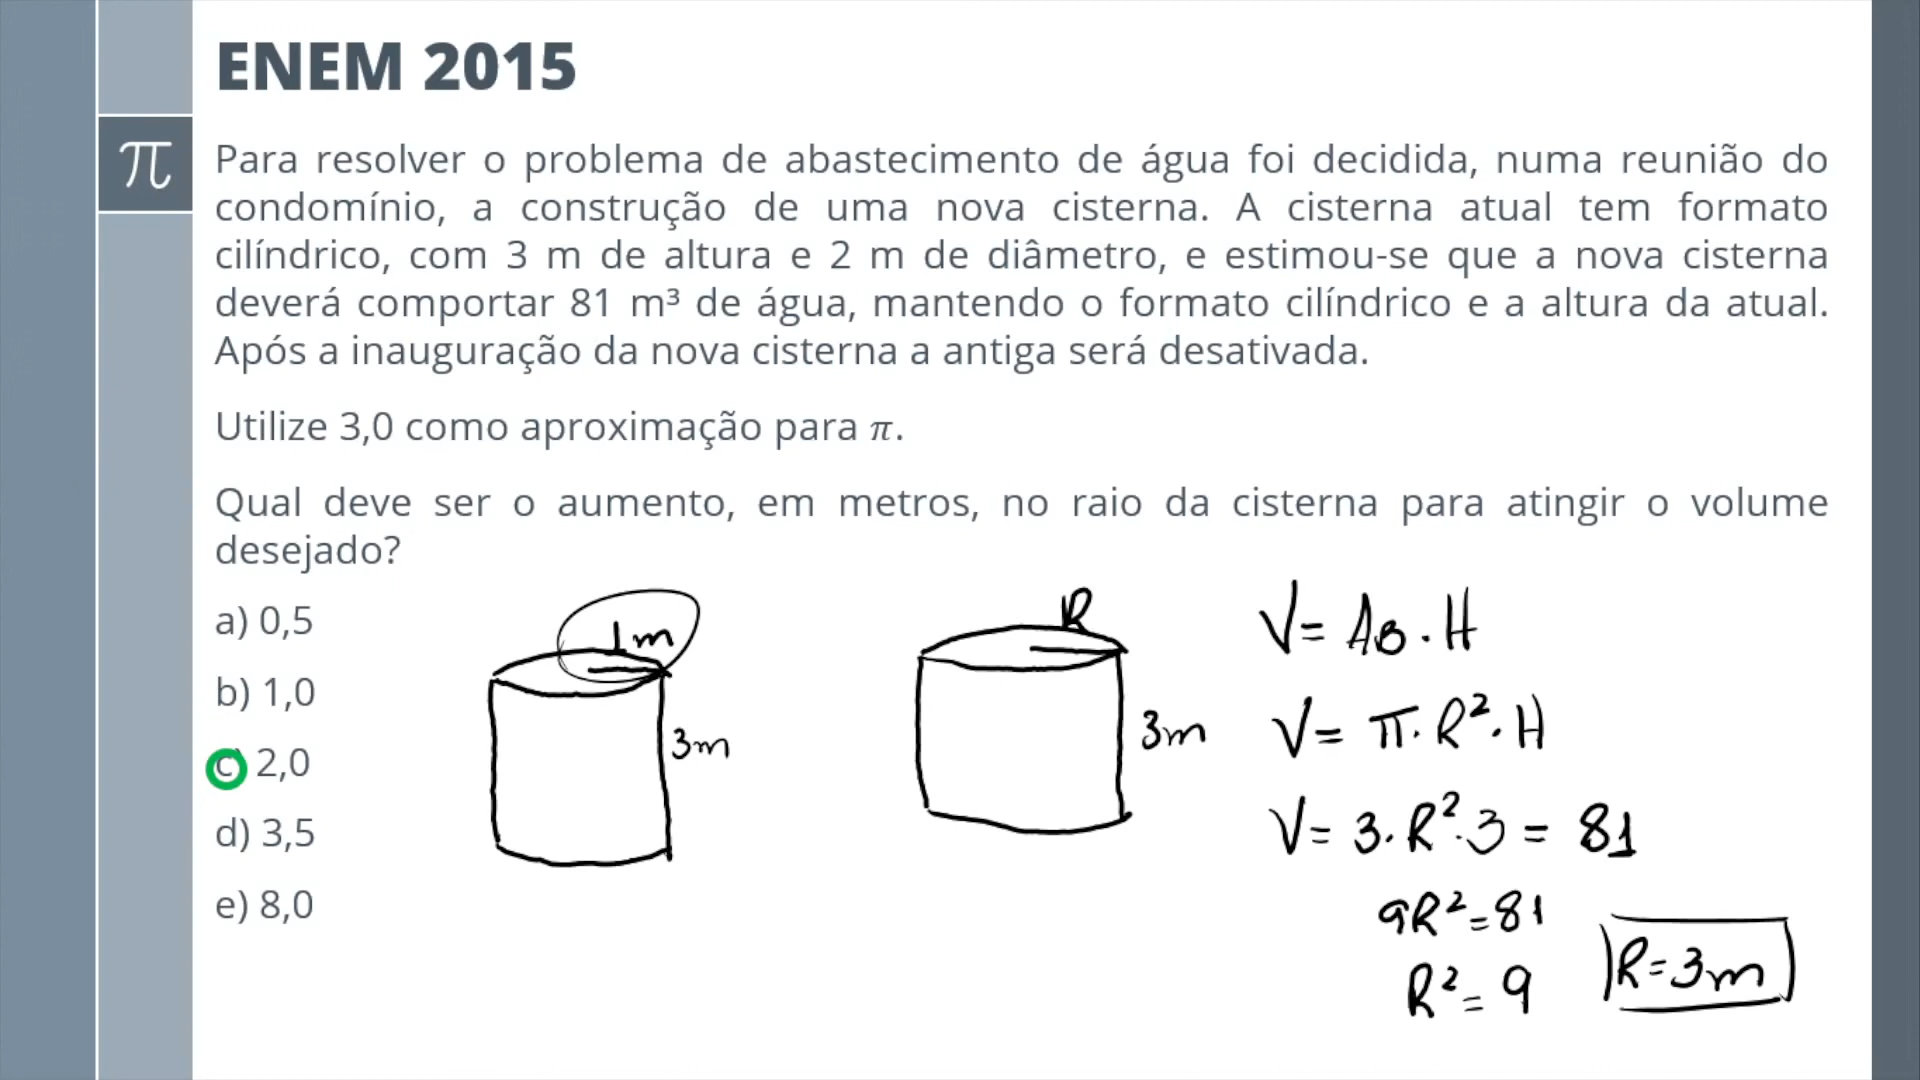 ENEM 2015
π
Para resolver o problema de abastecimento de água foi decidida, numa reunião do
condomínio, a construção de uma nova cisterna. A cisterna atual tem formato
cilíndrico, com 3 m de altura e 2 m de diâmetro, e estimou-se que a nova cisterna
deverá comportar 81 m³ de água, mantendo o formato cilíndrico e a altura da atual.
Após a inauguração da nova cisterna a antiga será desativada.
Utilize 3,0 como aproximação para π.
Qual deve ser o aumento, em metros, no raio da cisterna para atingir o volume
desejado?
a) 0,5
b) 1,0
c) 2,0
d) 3,5
e) 8,0
1m
3m
R
3m
V = AB . H
V = π . R² . H
V = 3 . R² . 3 = 81
9R² = 81
R² = 9
R = 3m